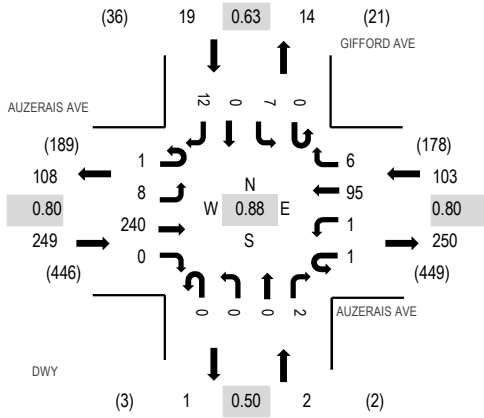 (36) 19 0.63 14 (21)
GIFFORD AVE
AUZERAIS AVE
12 0 7 0
(189) (178)
108 1 6 103
8 95
N
0.80 W 0.88 E 0.80
S
249 240 1 250
0 1
(446) (449)
0 0 0 2
AUZERAIS AVE
DWY
(3) 1 0.50 2 (2)